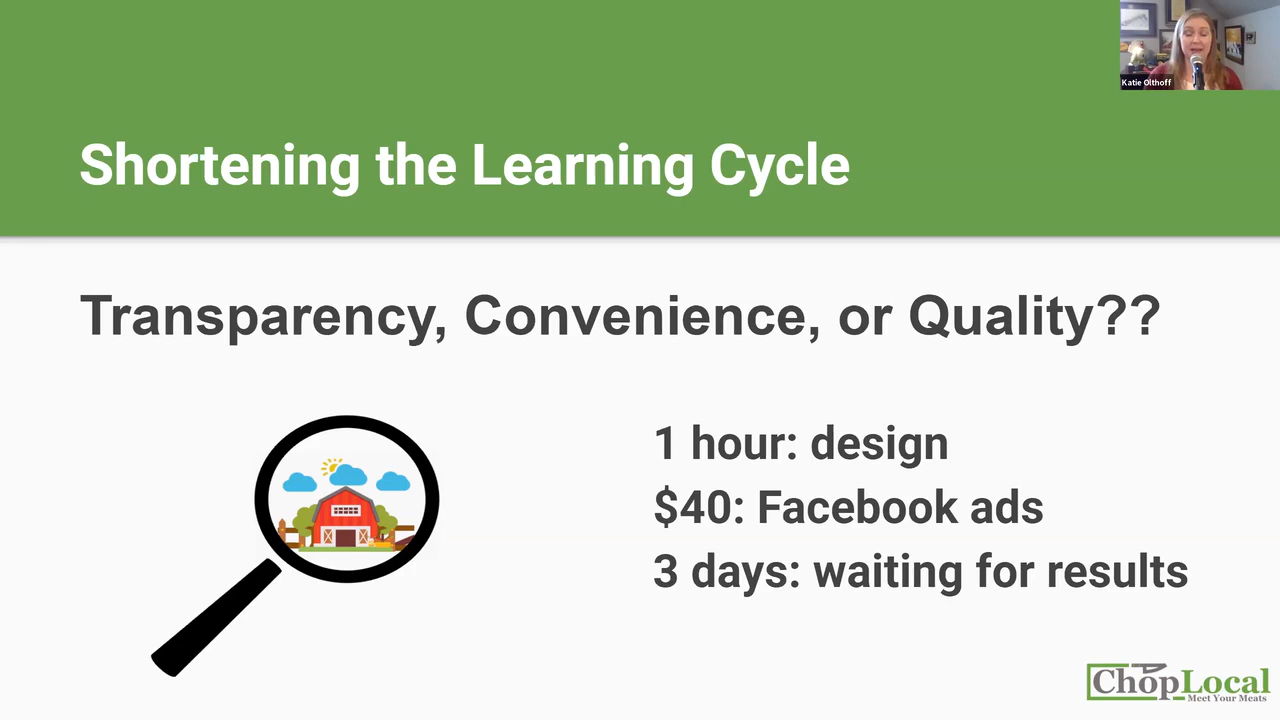 Katie Olthoff
Shortening the Learning Cycle
Transparency, Convenience, or Quality??
1 hour: design
$40: Facebook ads
3 days: waiting for results
ChopLocal
Meet Your Meats